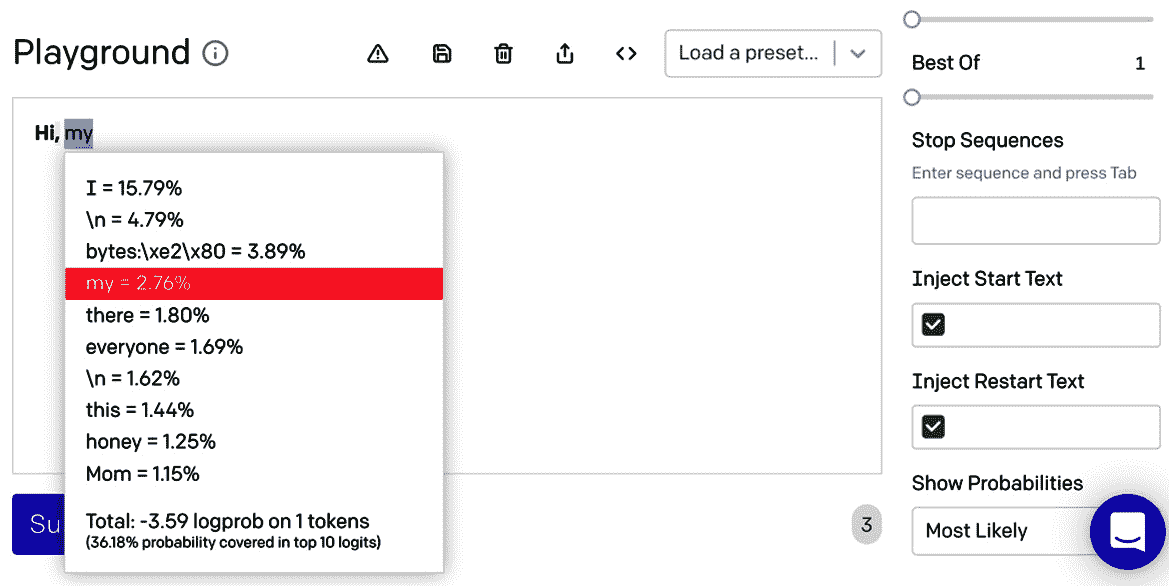 Playground
Load a preset...
Hi, my
I = 15.79%
\n = 4.79%
bytes:\xe2\x80 = 3.89%
my = 2.76%
there = 1.80%
everyone = 1.69%
\n = 1.62%
this = 1.44%
honey = 1.25%
Mom = 1.15%
Total: -3.59 logprob on 1 tokens
(36.18% probability covered in top 10 logits)
Su
3
Best Of 1
Stop Sequences
Enter sequence and press Tab
Inject Start Text
Inject Restart Text
Show Probabilities
Most Likely